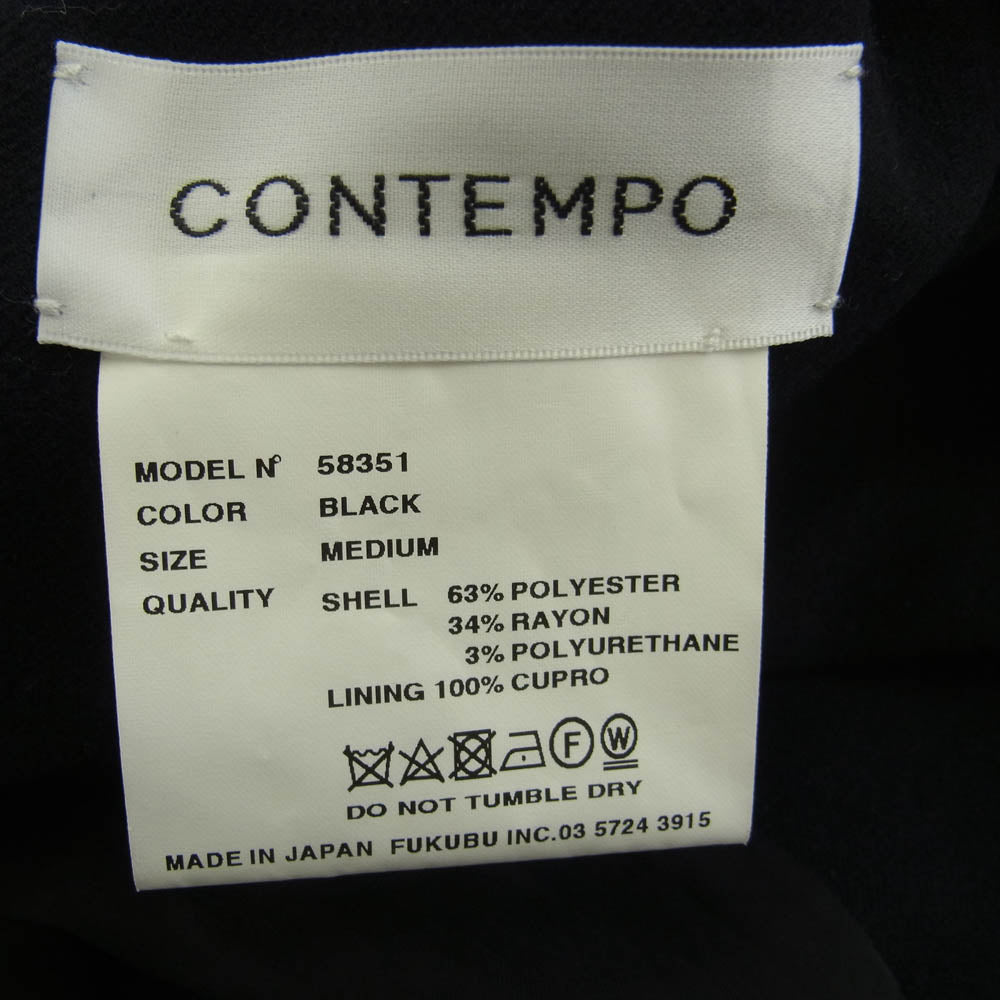 CONTEMPO
MODEL N° 58351
COLOR BLACK
SIZE MEDIUM
QUALITY SHELL 63% POLYESTER
34% RAYON
3% POLYURETHANE
LINING 100% CUPRO
F W
DO NOT TUMBLE DRY
MADE IN JAPAN FUKUBU INC. 03 5724 3915